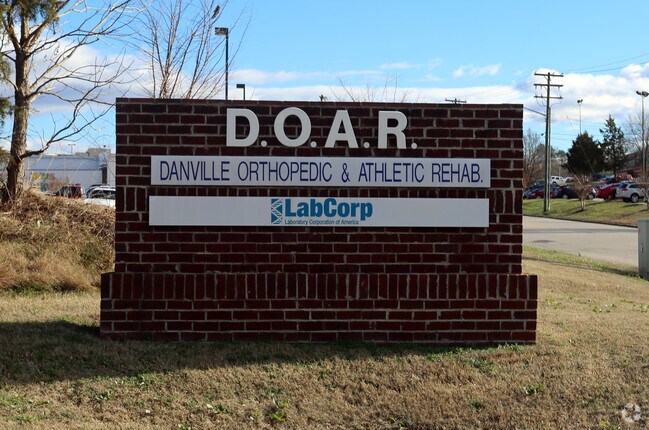 D.O.A.R.
DANVILLE ORTHOPEDIC & ATHLETIC REHAB.
LabCorp
Laboratory Corporation of America